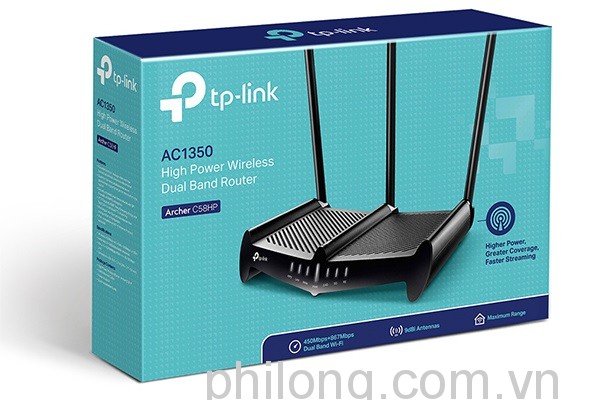 tp-link
AC1350
High Power Wireless
Dual Band Router
Archer C58HP
AC1350
High Power Wireless
Dual Band Router
Archer C58HP
tp-link
Higher Power,
Greater Coverage,
Faster Streaming
450Mbps+867Mbps
Dual Band Wi-Fi
9dBi Antennas
Maximum Range
philong.com.vn